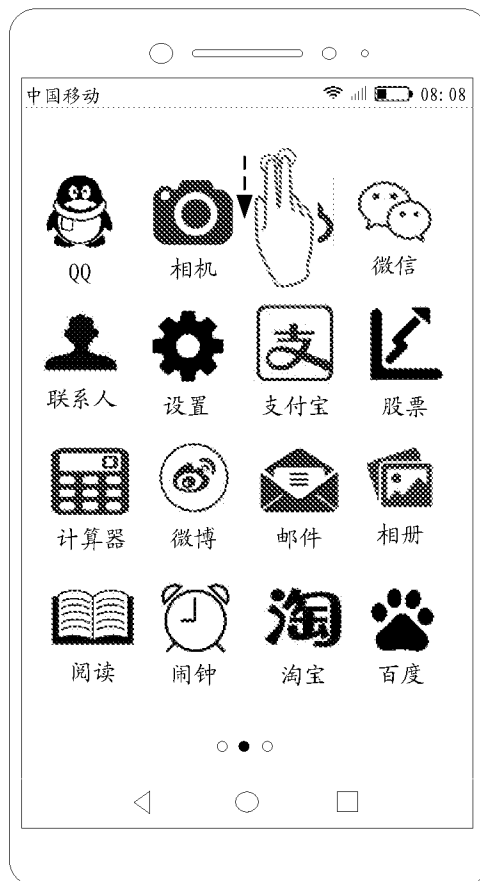 中国移动 08:08
QQ 相机 微信
联系人 设置 支付宝 股票
计算器 微博 邮件 相册
阅读 闹钟 淘宝 百度